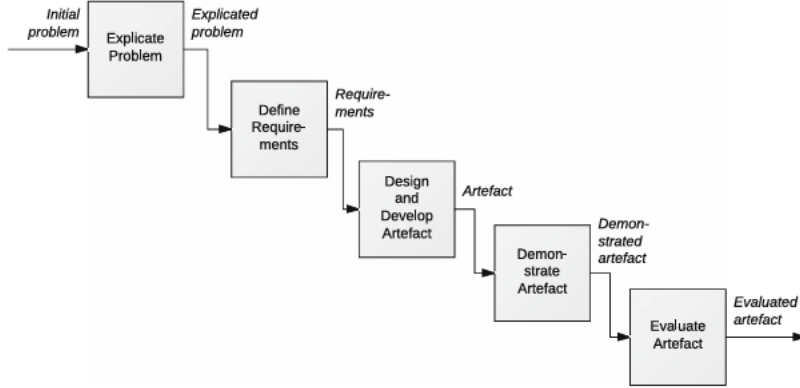 Initial
problem
Explicate
Problem
Explicated
problem
Define
Require-
ments
Require-
ments
Design
and
Develop
Artefact
Artefact
Demon-
strate
Artefact
Demon-
strated
artefact
Evaluate
Artefact
Evaluated
artefact